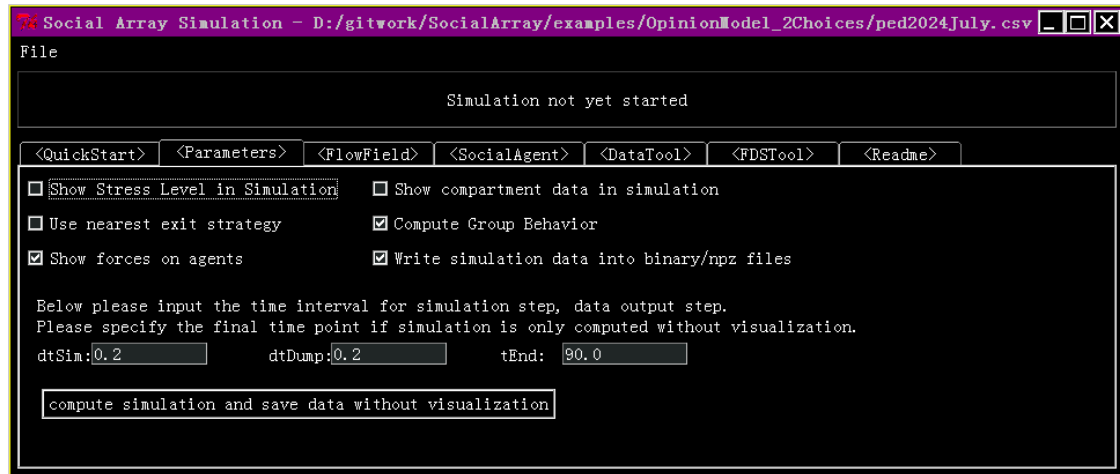 Social Array Simulation - D:/gitwork/SocialArray/examples/OpinionModel_2Choices/ped2024July.csv
File
Simulation not yet started
<QuickStart> <Parameters> <FlowField> <SocialAgent> <DataTool> <FDSTool> <Readme>
Show Stress Level in Simulation Show compartment data in simulation
Use nearest exit strategy Compute Group Behavior
Show forces on agents Write simulation data into binary/npz files
Below please input the time interval for simulation step, data output step.
Please specify the final time point if simulation is only computed without visualization.
dtSim: 0.2 dtDump: 0.2 tEnd: 90.0
compute simulation and save data without visualization